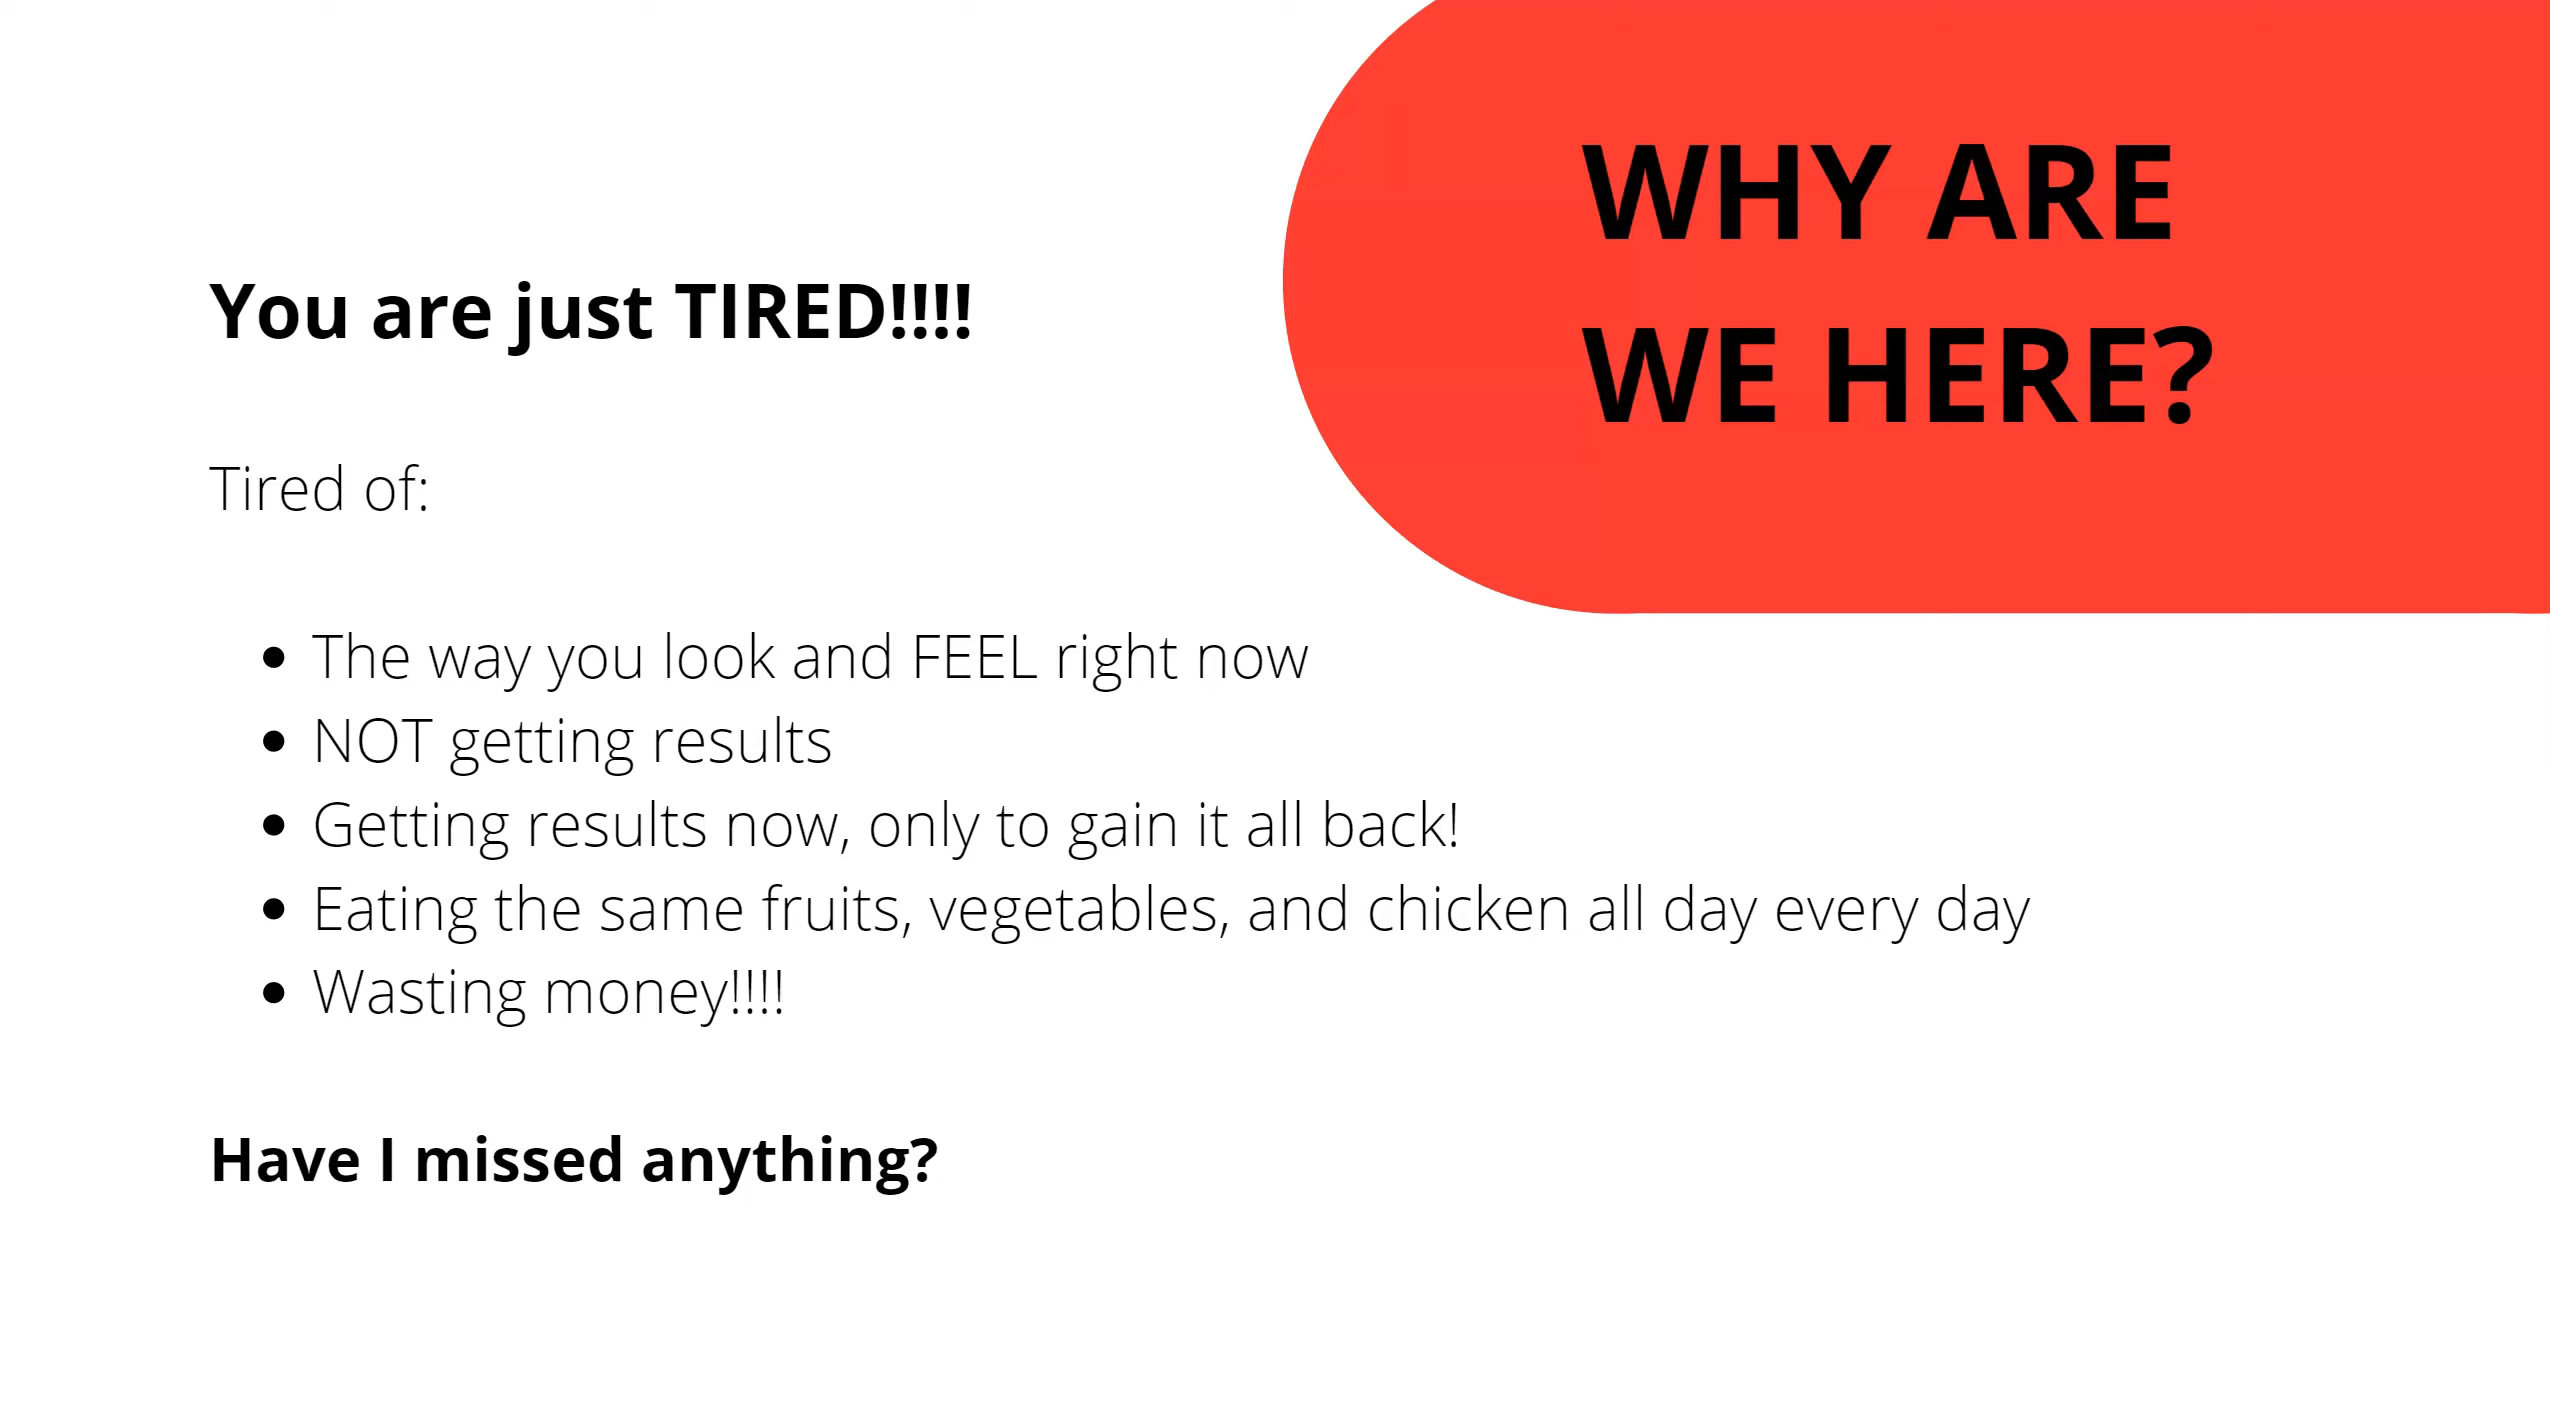 WHY ARE
WE HERE?
You are just TIRED!!!!
Tired of:
• The way you look and FEEL right now
• NOT getting results
• Getting results now, only to gain it all back!
• Eating the same fruits, vegetables, and chicken all day every day
• Wasting money!!!!
Have I missed anything?